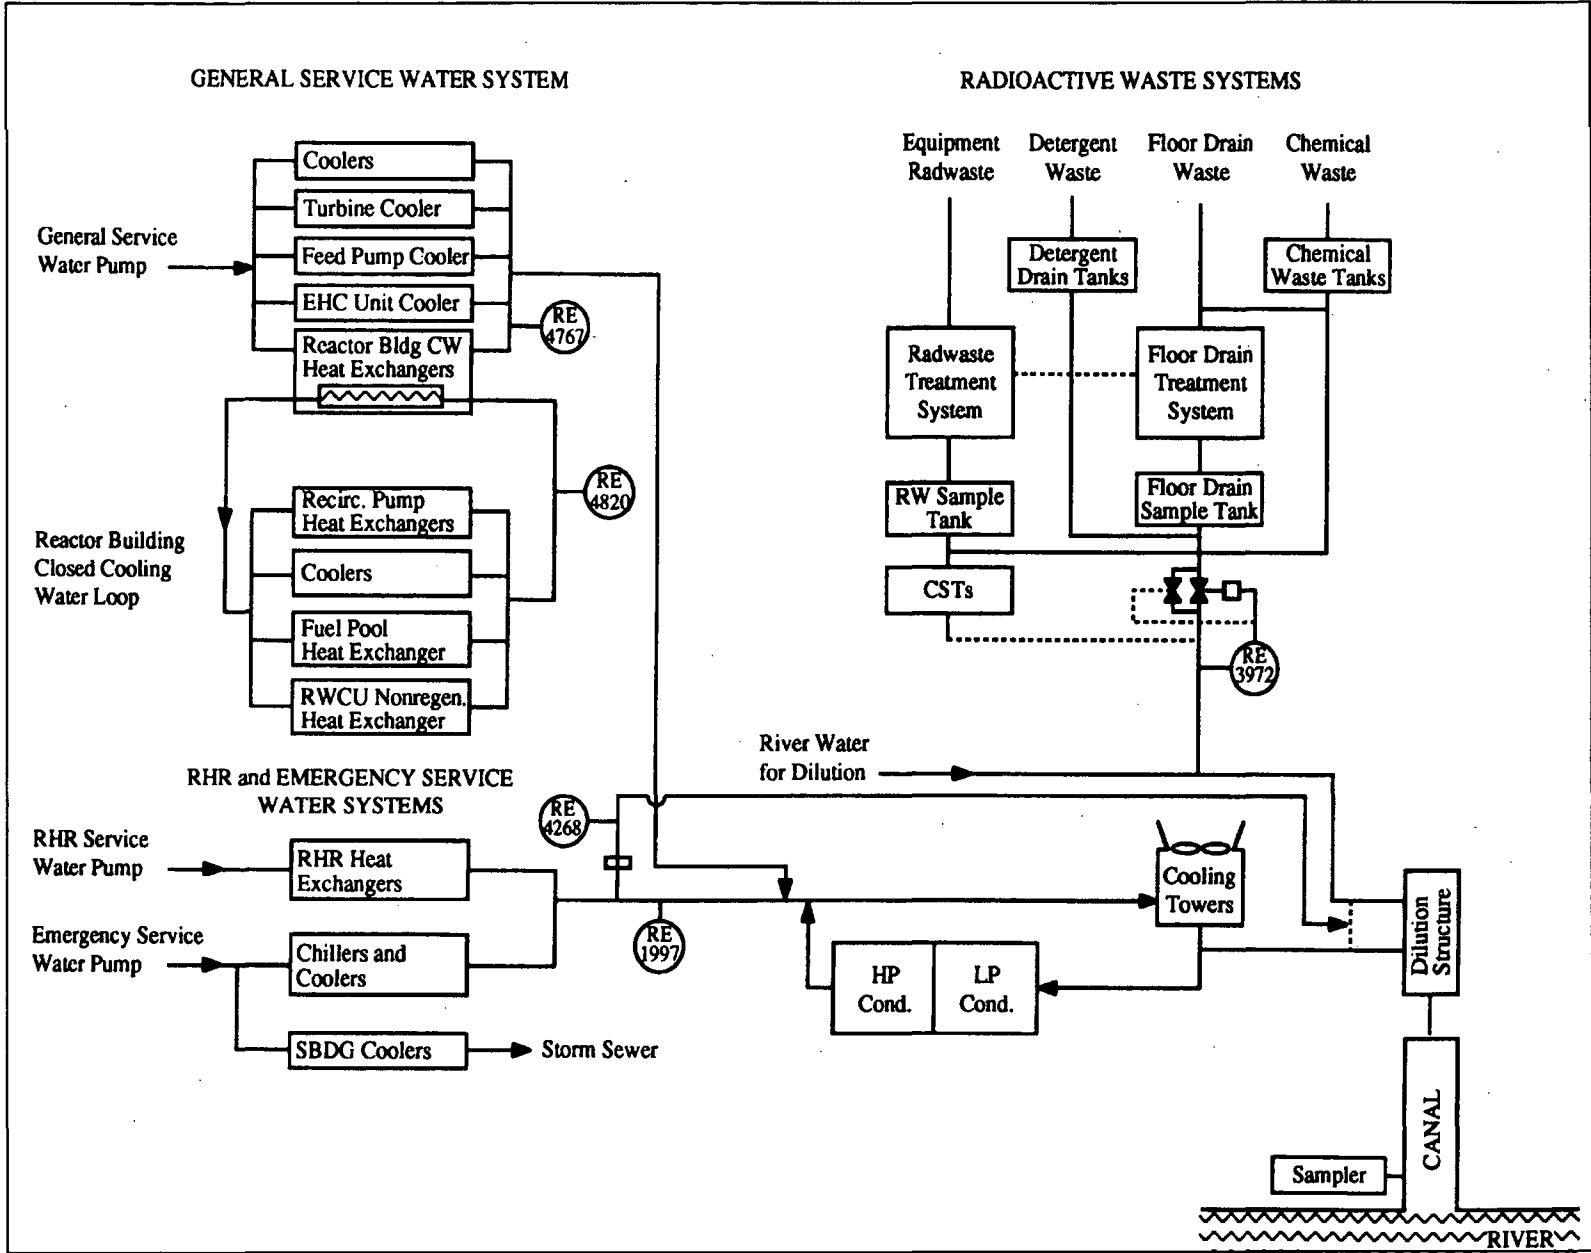 GENERAL SERVICE WATER SYSTEM
RADIOACTIVE WASTE SYSTEMS
General Service
Water Pump
Coolers
Turbine Cooler
Feed Pump Cooler
EHC Unit Cooler
Reactor Bldg CW
Heat Exchangers
RE
4767
Reactor Building
Closed Cooling
Water Loop
Recirc. Pump
Heat Exchangers
Coolers
Fuel Pool
Heat Exchanger
RWCU Nonregen.
Heat Exchanger
RE
4820
Equipment
Radwaste
Detergent
Waste
Floor Drain
Waste
Chemical
Waste
Detergent
Drain Tanks
Chemical
Waste Tanks
Radwaste
Treatment
System
Floor Drain
Treatment
System
RW Sample
Tank
Floor Drain
Sample Tank
CSTs
RE
3972
River Water
for Dilution
RHR and EMERGENCY SERVICE
WATER SYSTEMS
RHR Service
Water Pump
RHR Heat
Exchangers
Emergency Service
Water Pump
Chillers and
Coolers
SBDG Coolers
Storm Sewer
RE
4268
RE
1997
HP
Cond.
LP
Cond.
Cooling
Towers
Dilution
Structure
CANAL
Sampler
RIVER